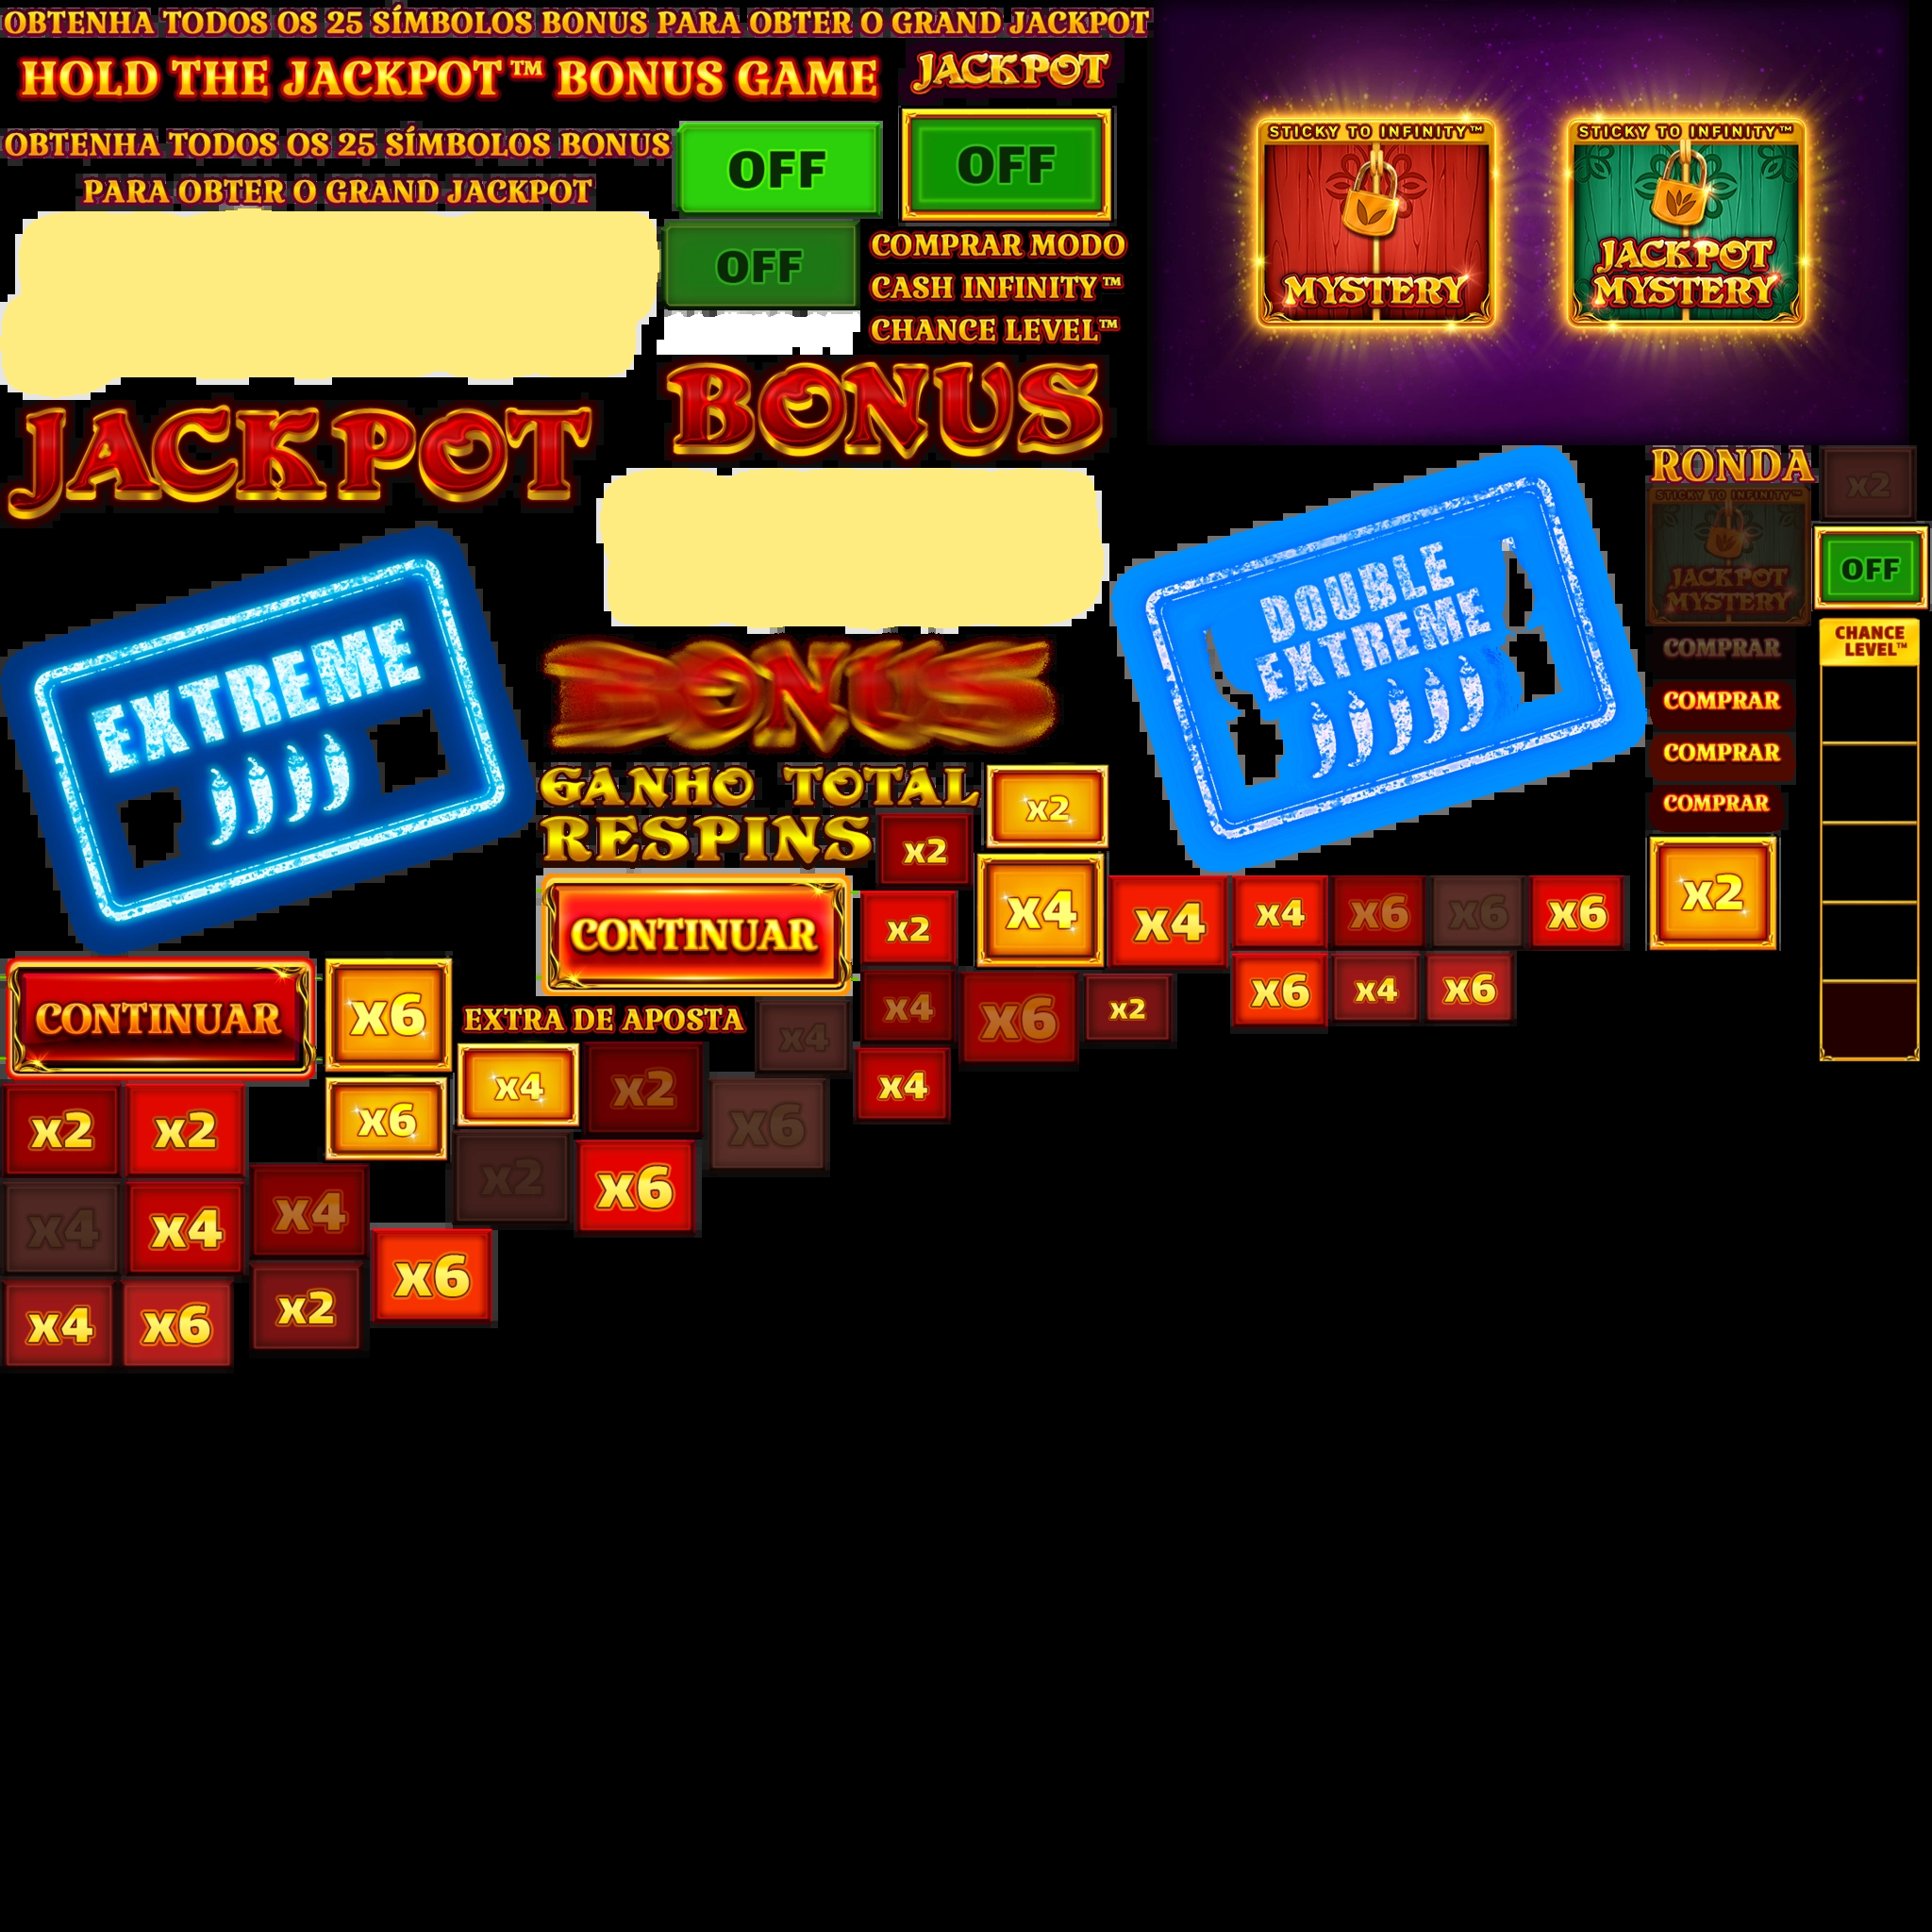 OBTENHA TODOS OS 25 SÍMBOLOS BONUS PARA OBTER O GRAND JACKPOT
HOLD THE JACKPOT™ BONUS GAME
JACKPOT
STICKY TO INFINITY™
MYSTERY
STICKY TO INFINITY™
JACKPOT
MYSTERY
OBTENHA TODOS OS 25 SÍMBOLOS BONUS
PARA OBTER O GRAND JACKPOT
OFF
OFF
OFF
COMPRAR MODO
CASH INFINITY™
CHANCE LEVEL™
BONUS
JACKPOT
RONDA
x2
STICKY TO INFINITY™
JACKPOT
MYSTERY
OFF
EXTREME
DOUBLE
EXTREME
CHANCE
LEVEL™
COMPRAR
COMPRAR
COMPRAR
COMPRAR
BONUS
GANHO TOTAL
RESPINS
x2
x2
x2
CONTINUAR
x2
x4
x4
x4
x6
x6
x6
CONTINUAR
x6
EXTRA DE APOSTA
x4
x4
x6
x2
x6
x4
x6
x2
x2
x6
x4
x2
x6
x4
x4
x4
x4
x2
x6
x6
x4
x6
x2